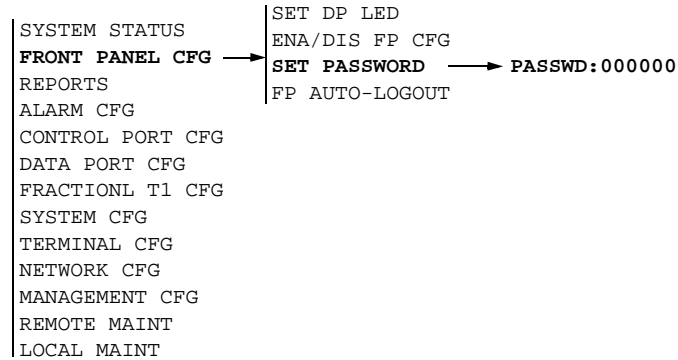 SYSTEM STATUS
FRONT PANEL CFG
REPORTS
ALARM CFG
CONTROL PORT CFG
DATA PORT CFG
FRACTIONL T1 CFG
SYSTEM CFG
TERMINAL CFG
NETWORK CFG
MANAGEMENT CFG
REMOTE MAINT
LOCAL MAINT
SET DP LED
ENA/DIS FP CFG
SET PASSWORD
FP AUTO-LOGOUT
PASSWD:000000